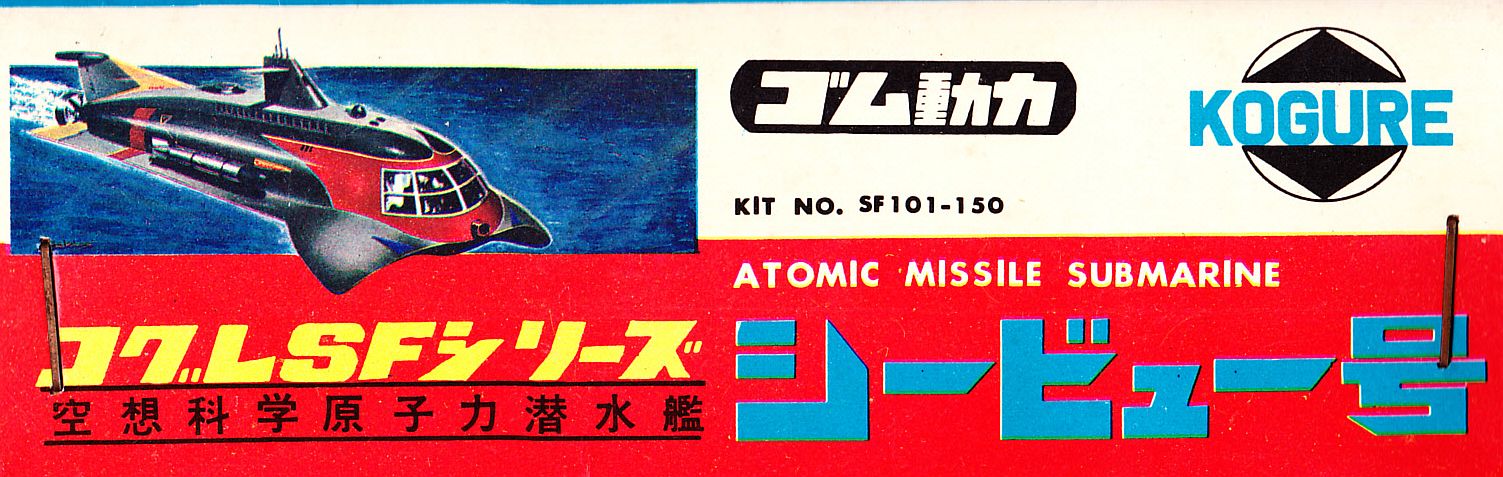 ゴム動力
KOGURE
KIT NO. SF101-150
ATOMIC MISSILE SUBMARINE
コグレSFシリーズ
空想科学原子力潜水艦
シービュー号